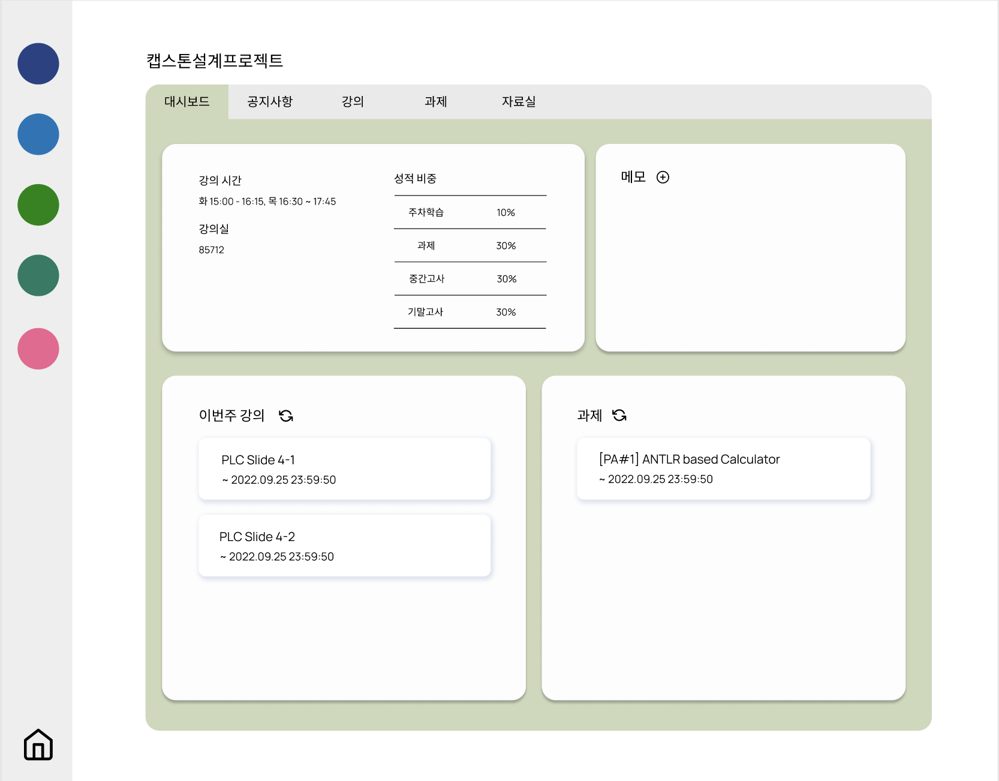 캡스톤설계프로젝트
대시보드 공지사항 강의 과제 자료실
강의 시간
화 15:00 - 16:15, 목 16:30 ~ 17:45
강의실
85712
성적 비중
주차학습 10%
과제 30%
중간고사 30%
기말고사 30%
메모
이번주 강의
PLC Slide 4-1
~ 2022.09.25 23:59:50
PLC Slide 4-2
~ 2022.09.25 23:59:50
과제
[PA#1] ANTLR based Calculator
~ 2022.09.25 23:59:50